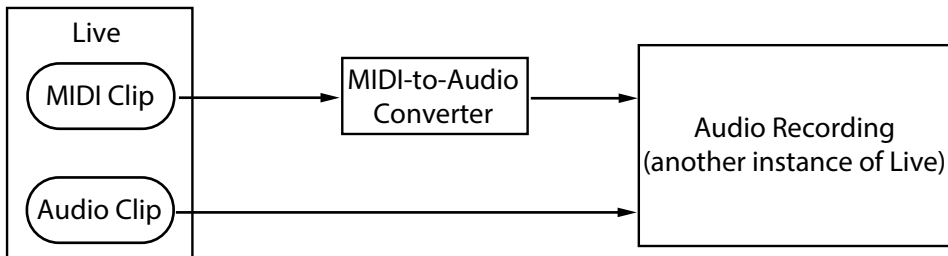 Live
MIDI Clip
MIDI-to-Audio
Converter
Audio Recording
(another instance of Live)
Audio Clip